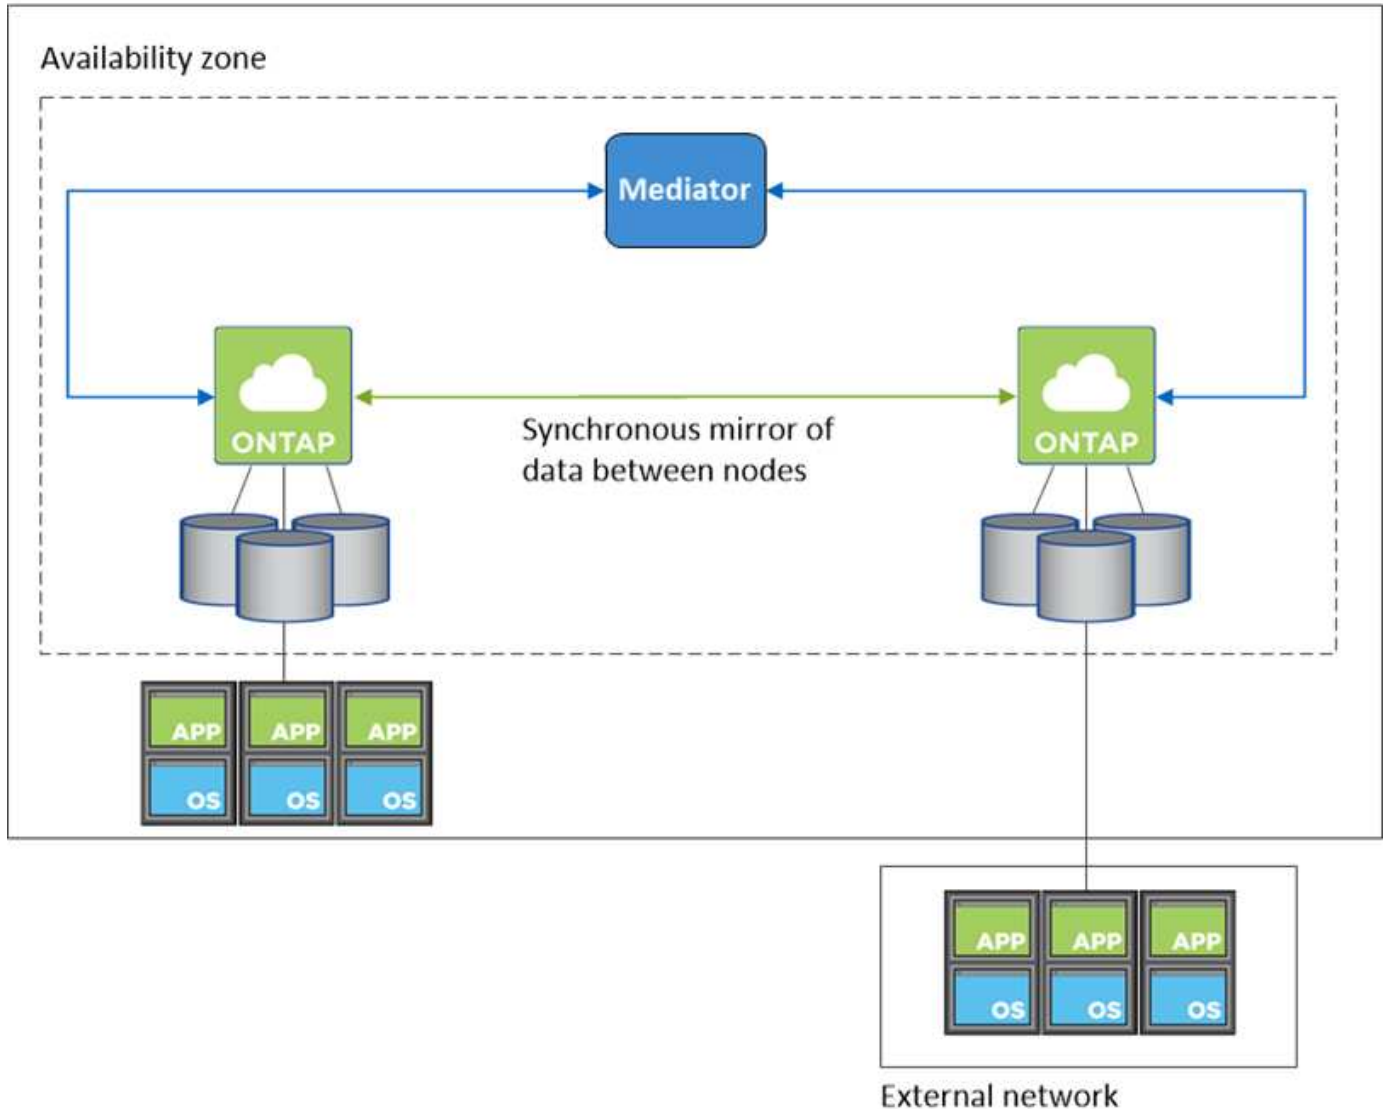 Availability zone
Mediator
ONTAP
ONTAP
Synchronous mirror of
data between nodes
APP APP APP
OS OS OS
APP APP APP
OS OS OS
External network